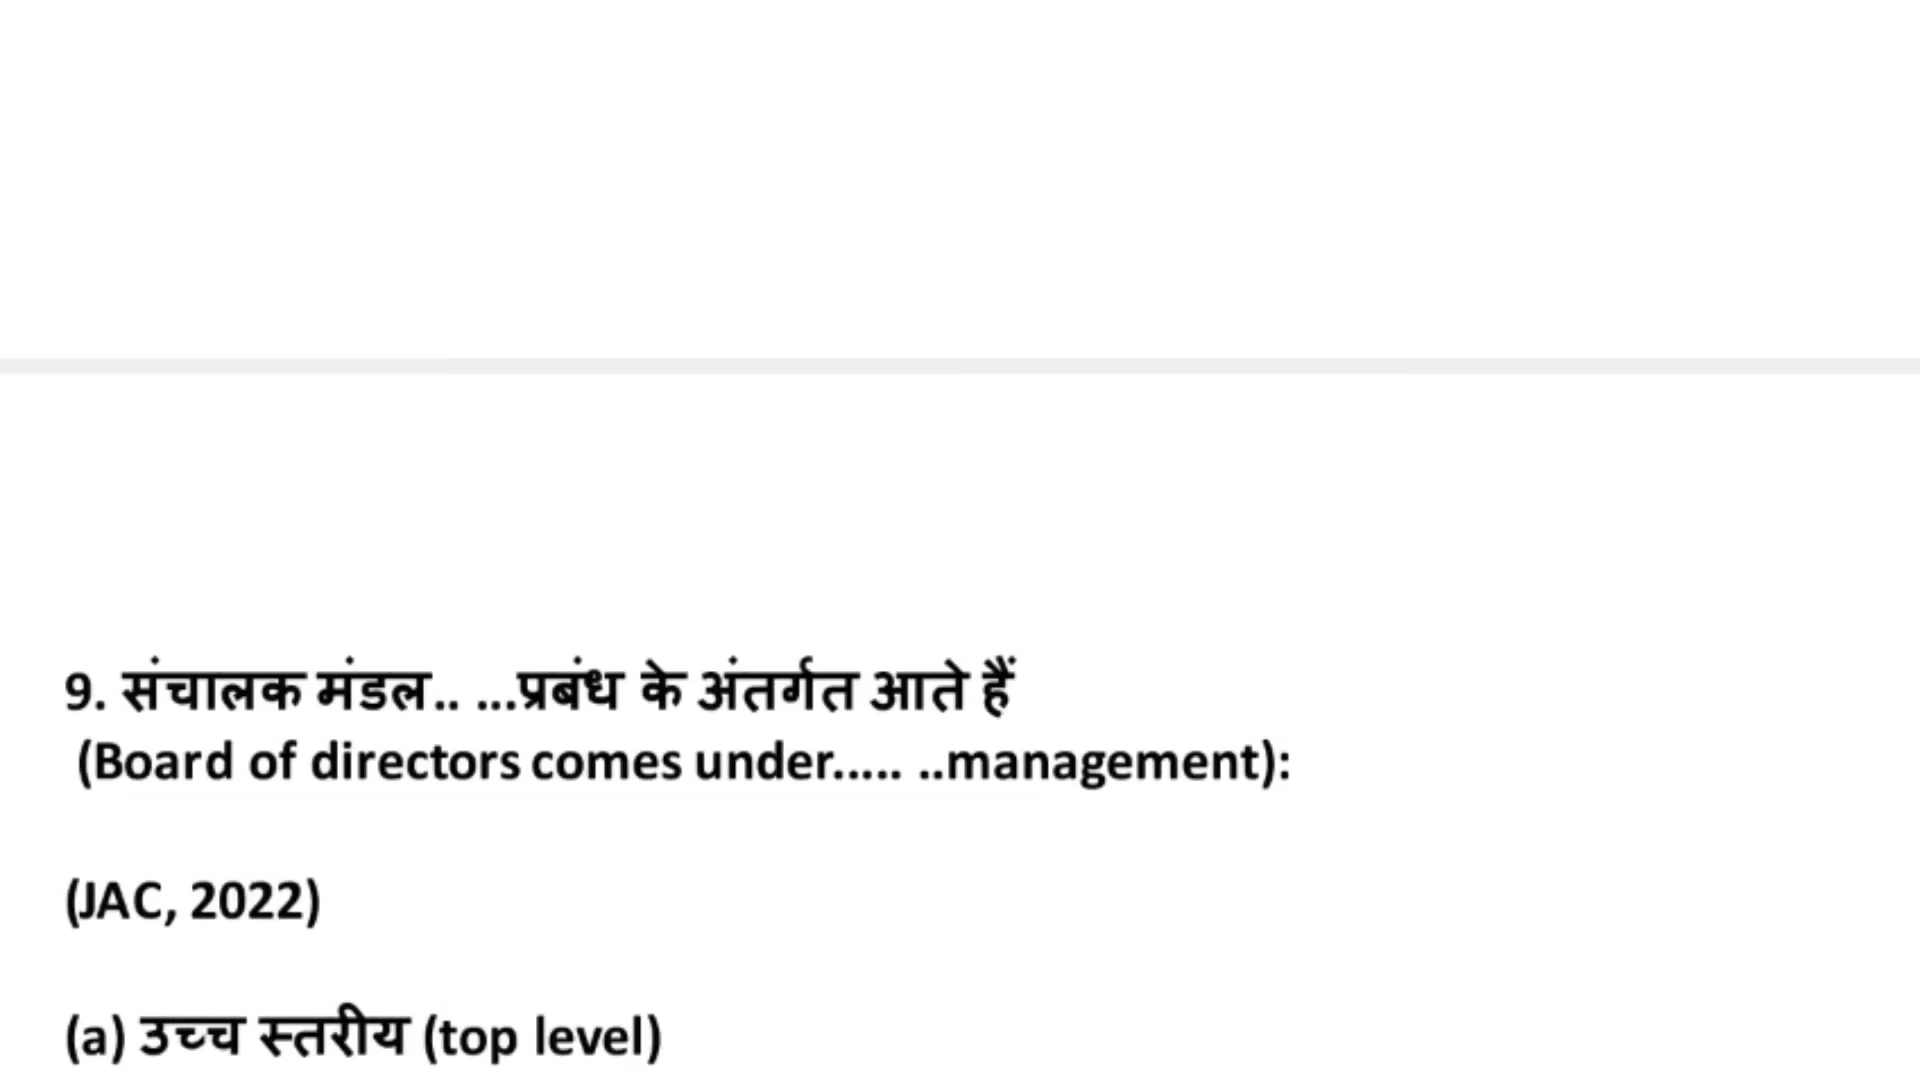 9. संचालक मंडल.. ...प्रबंध के अंतर्गत आते हैं
(Board of directors comes under..... ..management):
(JAC, 2022)
(a) उच्च स्तरीय (top level)